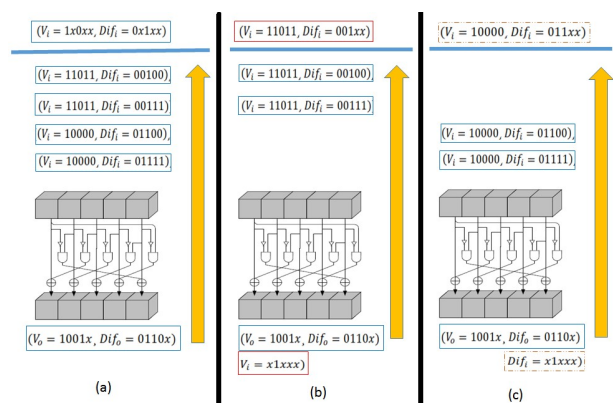 (V_i = 1x0xx, Dif_i = 0x1xx)
(V_i = 11011, Dif_i = 00100),
(V_i = 11011, Dif_i = 00111)
(V_i = 10000, Dif_i = 01100),
(V_i = 10000, Dif_i = 01111)
(V_o = 1001x, Dif_o = 0110x)
(a)
(V_i = 11011, Dif_i = 001xx)
(V_i = 11011, Dif_i = 00100),
(V_i = 11011, Dif_i = 00111)
(V_o = 1001x, Dif_o = 0110x)
V_i = x1xxx)
(b)
(V_i = 10000, Dif_i = 011xx)
(V_i = 10000, Dif_i = 01100),
(V_i = 10000, Dif_i = 01111)
(V_o = 1001x, Dif_o = 0110x)
Dif_i = x1xxx)
(c)